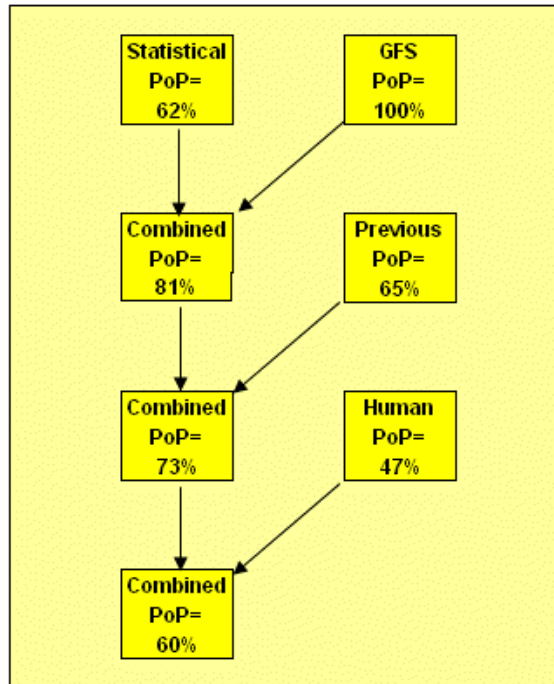 Statistical
PoP=
62%
GFS
PoP=
100%
Combined
PoP=
81%
Previous
PoP=
65%
Combined
PoP=
73%
Human
PoP=
47%
Combined
PoP=
60%